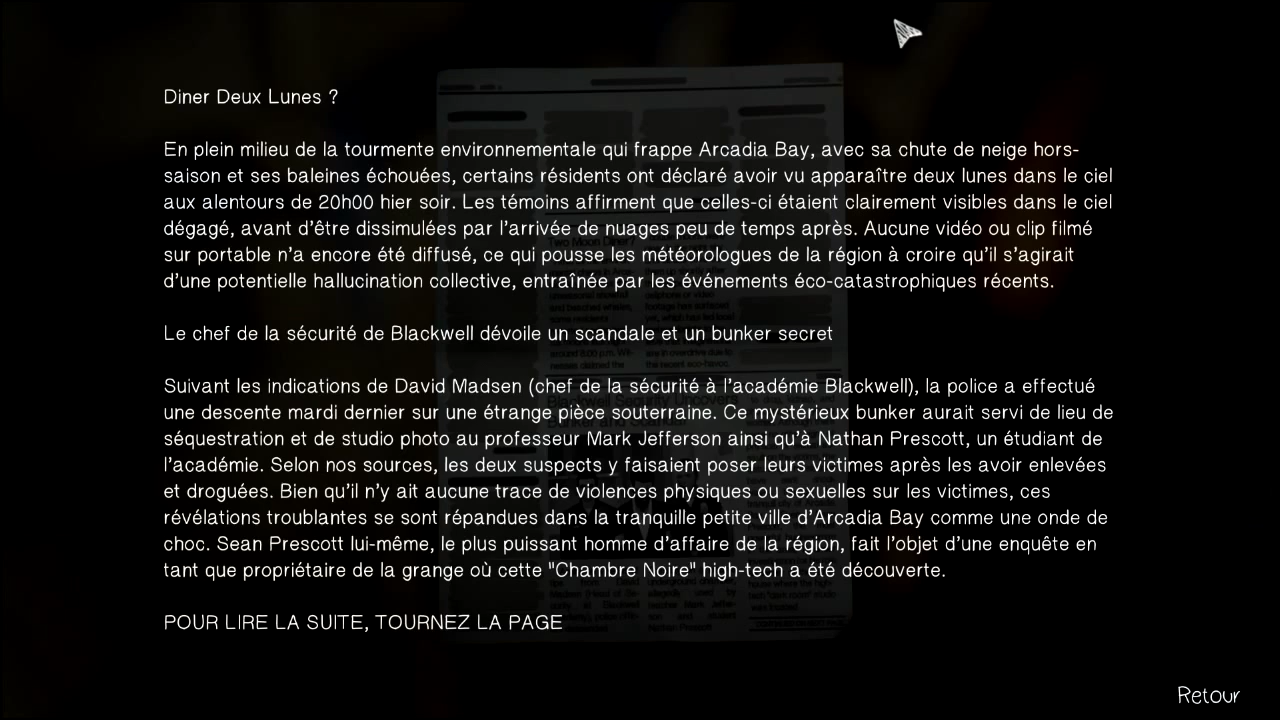 Diner Deux Lunes ?
En plein milieu de la tourmente environnementale qui frappe Arcadia Bay, avec sa chute de neige hors-
saison et ses baleines échouées, certains résidents ont déclaré avoir vu apparaître deux lunes dans le ciel
aux alentours de 20h00 hier soir. Les témoins affirment que celles-ci étaient clairement visibles dans le ciel
dégagé, avant d'être dissimulées par l'arrivée de nuages peu de temps après. Aucune vidéo ou clip filmé
sur portable n'a encore été diffusé, ce qui pousse les météorologues de la région à croire qu'il s'agirait
d'une potentielle hallucination collective, entraînée par les événements éco-catastrophiques récents.
Le chef de la sécurité de Blackwell dévoile un scandale et un bunker secret
Suivant les indications de David Madsen (chef de la sécurité à l'académie Blackwell), la police a effectué
une descente mardi dernier sur une étrange pièce souterraine. Ce mystérieux bunker aurait servi de lieu de
séquestration et de studio photo au professeur Mark Jefferson ainsi qu'à Nathan Prescott, un étudiant de
l'académie. Selon nos sources, les deux suspects y faisaient poser leurs victimes après les avoir enlevées
et droguées. Bien qu'il n'y ait aucune trace de violences physiques ou sexuelles sur les victimes, ces
révélations troublantes se sont répandues dans la tranquille petite ville d'Arcadia Bay comme une onde de
choc. Sean Prescott lui-même, le plus puissant homme d'affaire de la région, fait l'objet d'une enquête en
tant que propriétaire de la grange où cette "Chambre Noire" high-tech a été découverte.
POUR LIRE LA SUITE, TOURNEZ LA PAGE
Retour